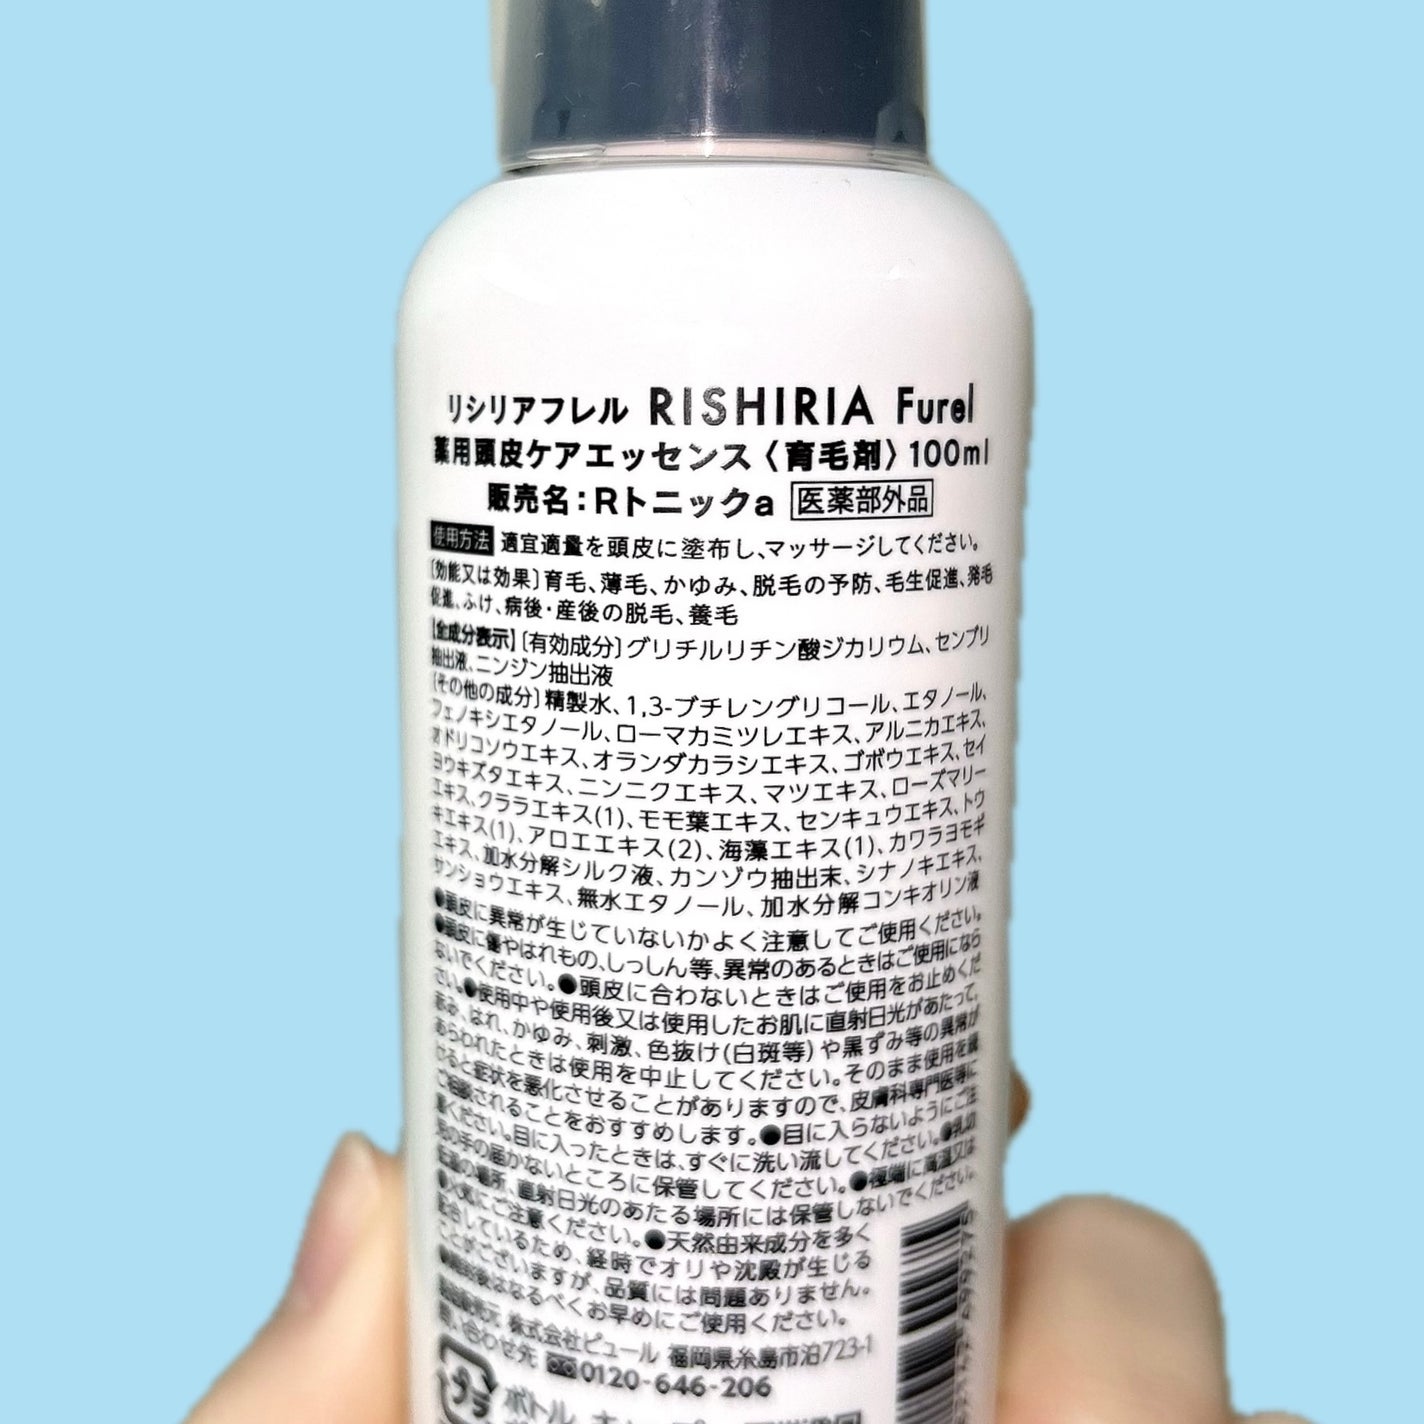 リシリアフレル RISHIRIA Furel
薬用頭皮ケアエッセンス〈育毛剤〉100ml
販売名：Rトニックa 医薬部外品
使用方法 適宜適量を頭皮に塗布し、マッサージしてください。
〔効能又は効果〕育毛、薄毛、かゆみ、脱毛の予防、毛生促進、発毛
促進、ふけ、病後・産後の脱毛、養毛
【全成分表示】〔有効成分〕グリチルリチン酸ジカリウム、センブリ
抽出液、ニンジン抽出液
〔その他の成分〕精製水、1,3-ブチレングリコール、エタノール、
フェノキシエタノール、ローマカミツレエキス、アルニカエキス、
オドリコソウエキス、オランダカラシエキス、ゴボウエキス、セイ
ヨウキズタエキス、ニンニクエキス、マツエキス、ローズマリー
エキス、クララエキス(1)、モモ葉エキス、センキュウエキス、トウ
キエキス(1)、アロエエキス(2)、海藻エキス(1)、カワラヨモギ
エキス、加水分解シルク液、カンゾウ抽出末、シナノキエキス、
サンショウエキス、無水エタノール、加水分解コンキオリン液
●頭皮に異常が生じていないかよく注意してご使用ください。
●頭皮に傷やはれもの、しっしん等、異常のあるときはご使用になら
ないでください。●頭皮に合わないときはご使用をお止めくだ
さい。●使用中や使用後又は使用したお肌に直射日光があたって、
赤み、はれ、かゆみ、刺激、色抜け(白斑等)や黒ずみ等の異常が
あらわれたときは使用を中止してください。そのまま使用を続
けると症状を悪化させることがありますので、皮膚科専門医等に
ご相談されることをおすすめします。●目に入らないようにご注
意ください。目に入ったときは、すぐに洗い流してください。●乳幼
児の手の届かないところに保管してください。●極端に高温又は
低温の場所、直射日光のあたる場所には保管しないでください。
●火気にご注意ください。●天然由来成分を多く
配合しているため、経時でオリや沈殿が生じる
ことがございますが、品質には問題ありません。
●開封後はなるべくお早めにご使用ください。
株式会社ピュール 福岡県糸島市泊723-1
問い合わせ先 0120-646-206
プラ ボトル